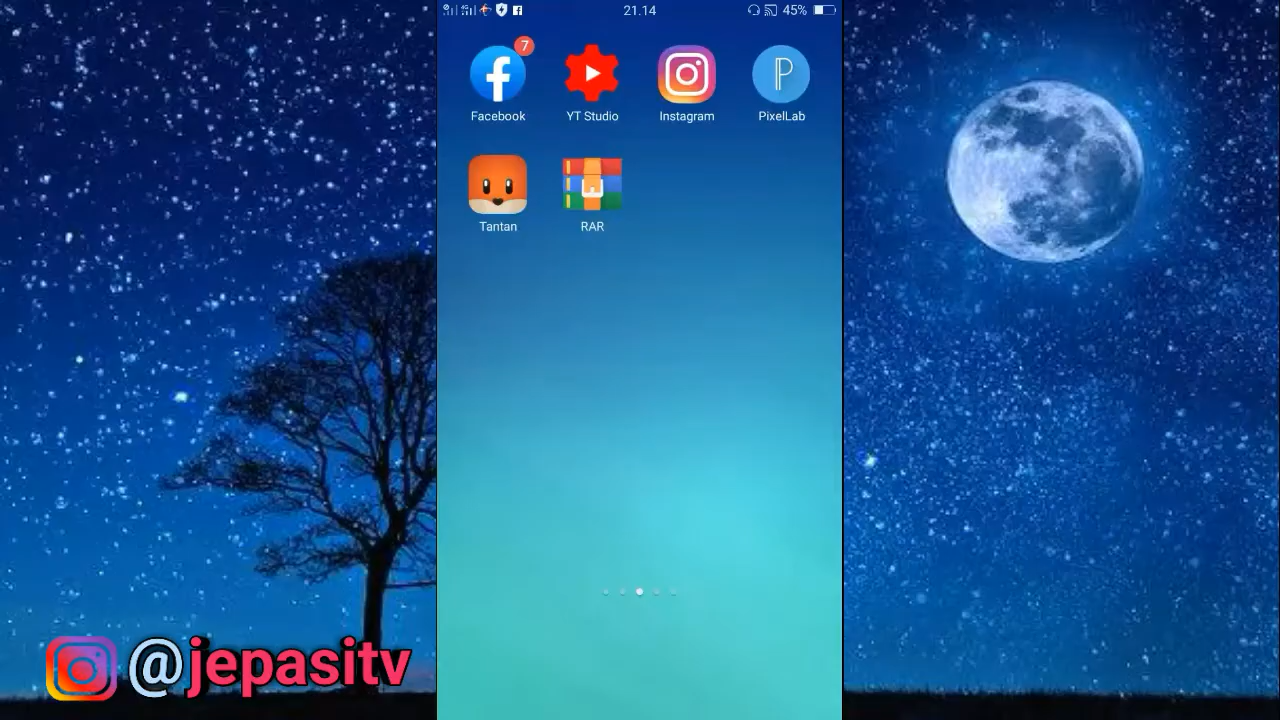 21.14
45%
7
Facebook
YT Studio
Instagram
PixelLab
Tantan
RAR
@jepasitv